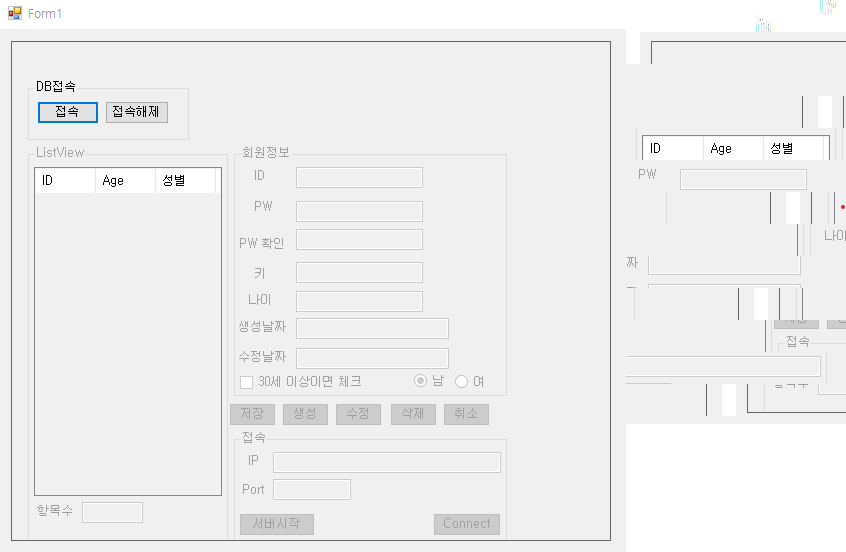 Form1
DB접속
접속 접속해제
ListView
ID Age 성별
항목수
회원정보
ID
PW
PW 확인
키
나이
생성날짜
수정날짜
30세 이상이면 체크 남 여
저장 생성 수정 삭제 취소
접속
IP
Port
서버시작 Connect
ID Age 성별
PW
나이
짜
접속